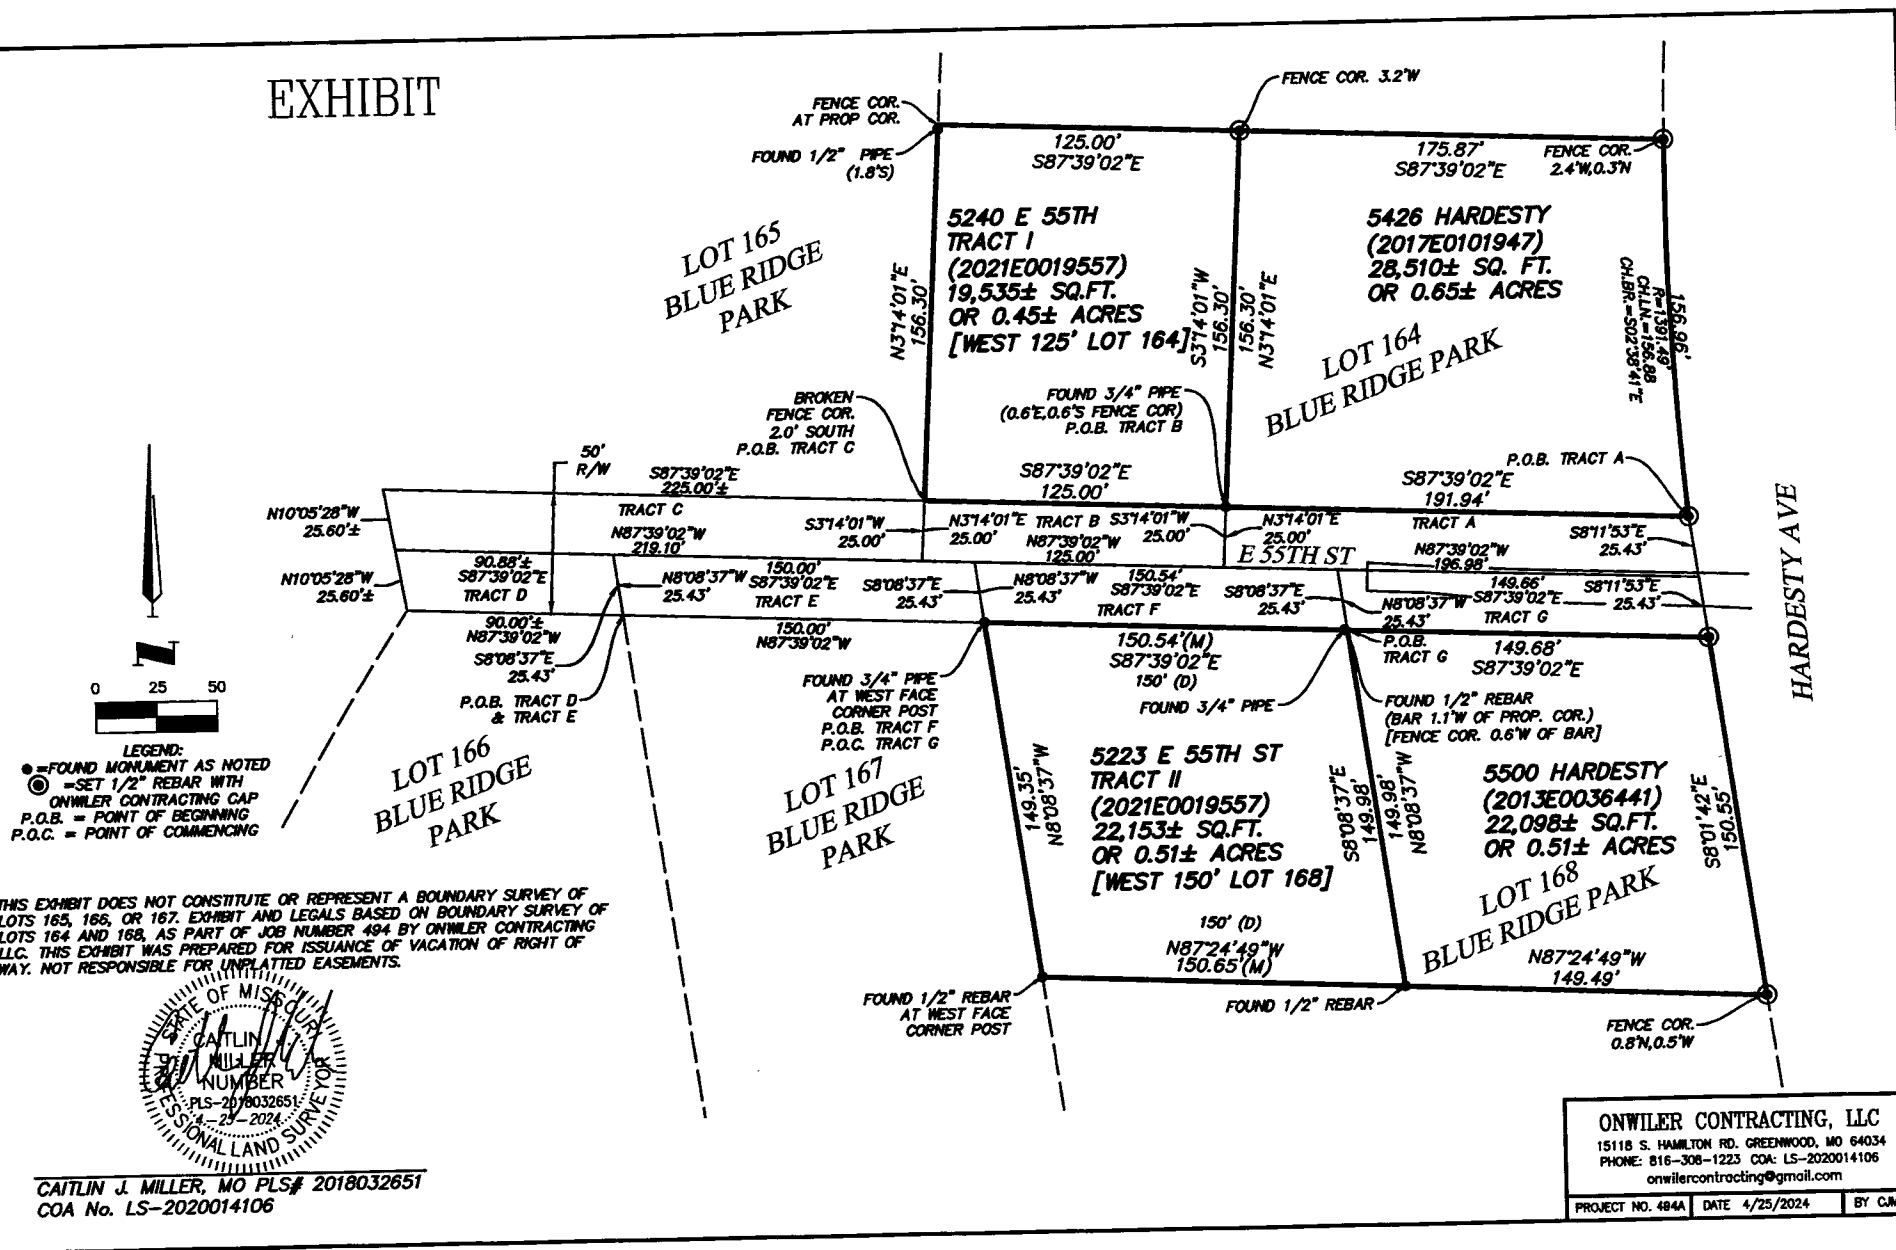 EXHIBIT
FENCE COR.
AT PROP COR.
FOUND 1/2" PIPE
(1.8'S)
FENCE COR. 3.2'W
125.00'
S87°39'02"E
175.87'
S87°39'02"E
FENCE COR.
2.4'W,0.3'N
LOT 165
BLUE RIDGE
PARK
N3°14'01"E
156.30'
5240 E 55TH
TRACT I
(2021E0019557)
19,535± SQ.FT.
OR 0.45± ACRES
[WEST 125' LOT 164]
S3°14'01"W
156.30'
156.30'
N3°14'01"E
5426 HARDESTY
(2017E0101947)
28,510± SQ. FT.
OR 0.65± ACRES
LOT 164
BLUE RIDGE PARK
156.96'
R=1391.49'
CH.LN.=156.88
CH.BR.=S02°38'41"E
BROKEN
FENCE COR.
2.0' SOUTH
P.O.B. TRACT C
FOUND 3/4" PIPE
(0.6'E,0.6'S FENCE COR)
P.O.B. TRACT B
P.O.B. TRACT A
50'
R/W
S87°39'02"E
225.00'±
S87°39'02"E
125.00'
S87°39'02"E
191.94'
N10°05'28"W
25.60'±
TRACT C
N87°39'02"W
219.10'
S3°14'01"W
25.00'
N3°14'01"E
25.00'
TRACT B
N87°39'02"W
125.00'
S3°14'01"W
25.00'
N3°14'01"E
25.00'
TRACT A
N87°39'02"W
196.98'
S8°11'53"E
25.43'
E 55TH ST
HARDESTY AVE
N10°05'28"W
25.60'±
90.88'±
S87°39'02"E
TRACT D
90.00'±
N87°39'02"W
N8°08'37"W
25.43'
150.00'
S87°39'02"E
TRACT E
150.00'
N87°39'02"W
S8°08'37"E
25.43'
N8°08'37"W
25.43'
150.54'
S87°39'02"E
TRACT F
S8°08'37"E
25.43'
N8°08'37"W
25.43'
149.66'
S87°39'02"E
TRACT G
S8°11'53"E
25.43'
S8°08'37"E
25.43'
P.O.B. TRACT D
& TRACT E
FOUND 3/4" PIPE
AT WEST FACE
CORNER POST
P.O.B. TRACT F
P.O.C. TRACT G
150.54'(M)
S87°39'02"E
150' (D)
FOUND 3/4" PIPE
P.O.B.
TRACT G
149.68'
S87°39'02"E
FOUND 1/2" REBAR
(BAR 1.1'W OF PROP. COR.)
[FENCE COR. 0.6'W OF BAR]
N
0 25 50
LEGEND:
=FOUND MONUMENT AS NOTED
=SET 1/2" REBAR WITH
ONWILER CONTRACTING CAP
P.O.B. = POINT OF BEGINNING
P.O.C. = POINT OF COMMENCING
LOT 166
BLUE RIDGE
PARK
LOT 167
BLUE RIDGE
PARK
149.35'
N8°08'37"W
5223 E 55TH ST
TRACT II
(2021E0019557)
22,153± SQ.FT.
OR 0.51± ACRES
[WEST 150' LOT 168]
S8°08'37"E
149.98'
149.98'
N8°08'37"W
5500 HARDESTY
(2013E0036441)
22,098± SQ.FT.
OR 0.51± ACRES
LOT 168
BLUE RIDGE PARK
S8°01'42"E
150.55'
150' (D)
N87°24'49"W
150.65'(M)
N87°24'49"W
149.49'
FOUND 1/2" REBAR
AT WEST FACE
CORNER POST
FOUND 1/2" REBAR
FENCE COR.
0.8'N,0.5'W
THIS EXHIBIT DOES NOT CONSTITUTE OR REPRESENT A BOUNDARY SURVEY OF
LOTS 165, 166, OR 167. EXHIBIT AND LEGALS BASED ON BOUNDARY SURVEY OF
LOTS 164 AND 168, AS PART OF JOB NUMBER 494 BY ONWILER CONTRACTING
LLC. THIS EXHIBIT WAS PREPARED FOR ISSUANCE OF VACATION OF RIGHT OF
WAY. NOT RESPONSIBLE FOR UNPLATTED EASEMENTS.
STATE OF MISSOURI
CAITLIN J.
MILLER
NUMBER
PLS-2018032651
4-25-2024
PROFESSIONAL LAND SURVEYOR
CAITLIN J. MILLER, MO PLS# 2018032651
COA No. LS-2020014106
ONWILER CONTRACTING, LLC
15118 S. HAMILTON RD. GREENWOOD, MO 64034
PHONE: 816-308-1223 COA: LS-2020014106
onwilercontracting@gmail.com
PROJECT NO. 494A DATE 4/25/2024 BY CJM